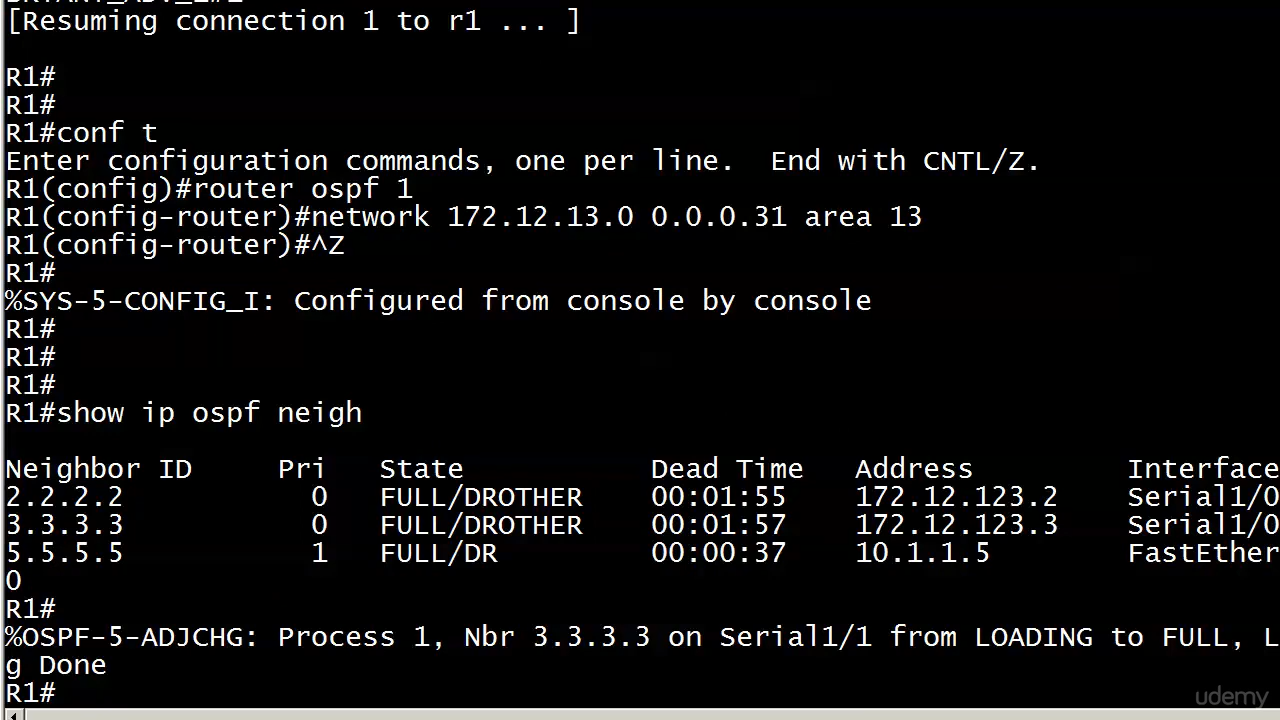 [Resuming connection 1 to r1 ... ]
R1#
R1#
R1#conf t
Enter configuration commands, one per line.  End with CNTL/Z.
R1(config)#router ospf 1
R1(config-router)#network 172.12.13.0 0.0.0.31 area 13
R1(config-router)#^Z
R1#
%SYS-5-CONFIG_I: Configured from console by console
R1#
R1#
R1#
R1#show ip ospf neigh
Neighbor ID     Pri   State           Dead Time   Address         Interface
2.2.2.2           0   FULL/DROTHER    00:01:55    172.12.123.2    Serial1/0
3.3.3.3           0   FULL/DROTHER    00:01:57    172.12.123.3    Serial1/0
5.5.5.5           1   FULL/DR         00:00:37    10.1.1.5        FastEther
0
R1#
%OSPF-5-ADJCHG: Process 1, Nbr 3.3.3.3 on Serial1/1 from LOADING to FULL, L
g Done
R1#
udemy